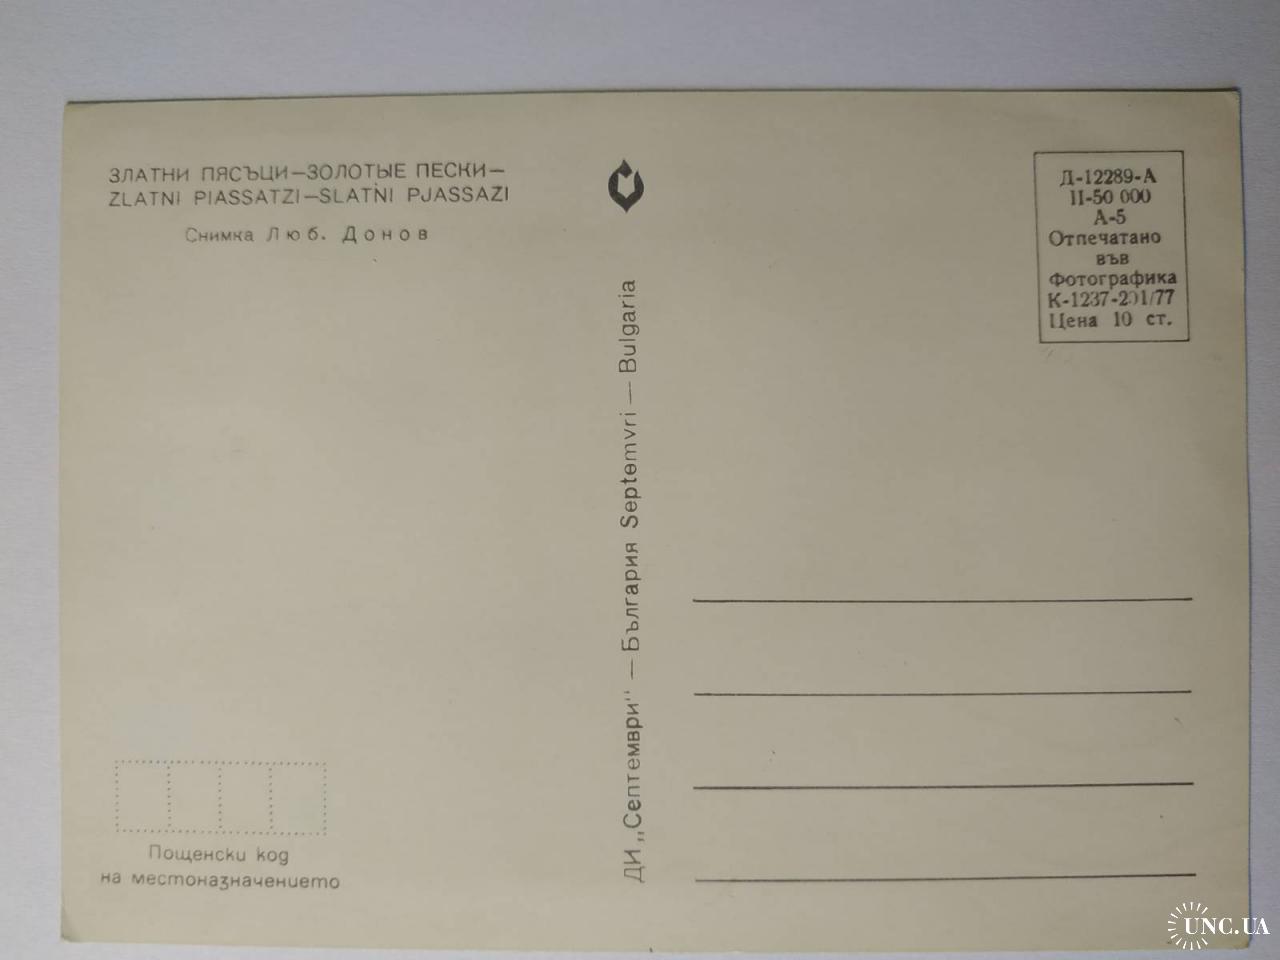 ЗЛАТНИ ПЯСЪЦИ—ЗОЛОТЫЕ ПЕСКИ—
ZLATNI PIASSATZI—SLATNI PJASSAZI
Снимка Люб. Донов
Д-12289-А
II-50 000
А-5
Отпечатано
във
Фотографика
К-1237-201/77
Цена 10 ст.
ДИ „Септември" — България Septemvri — Bulgaria
Пощенски код
на местоназначението
UNC.UA